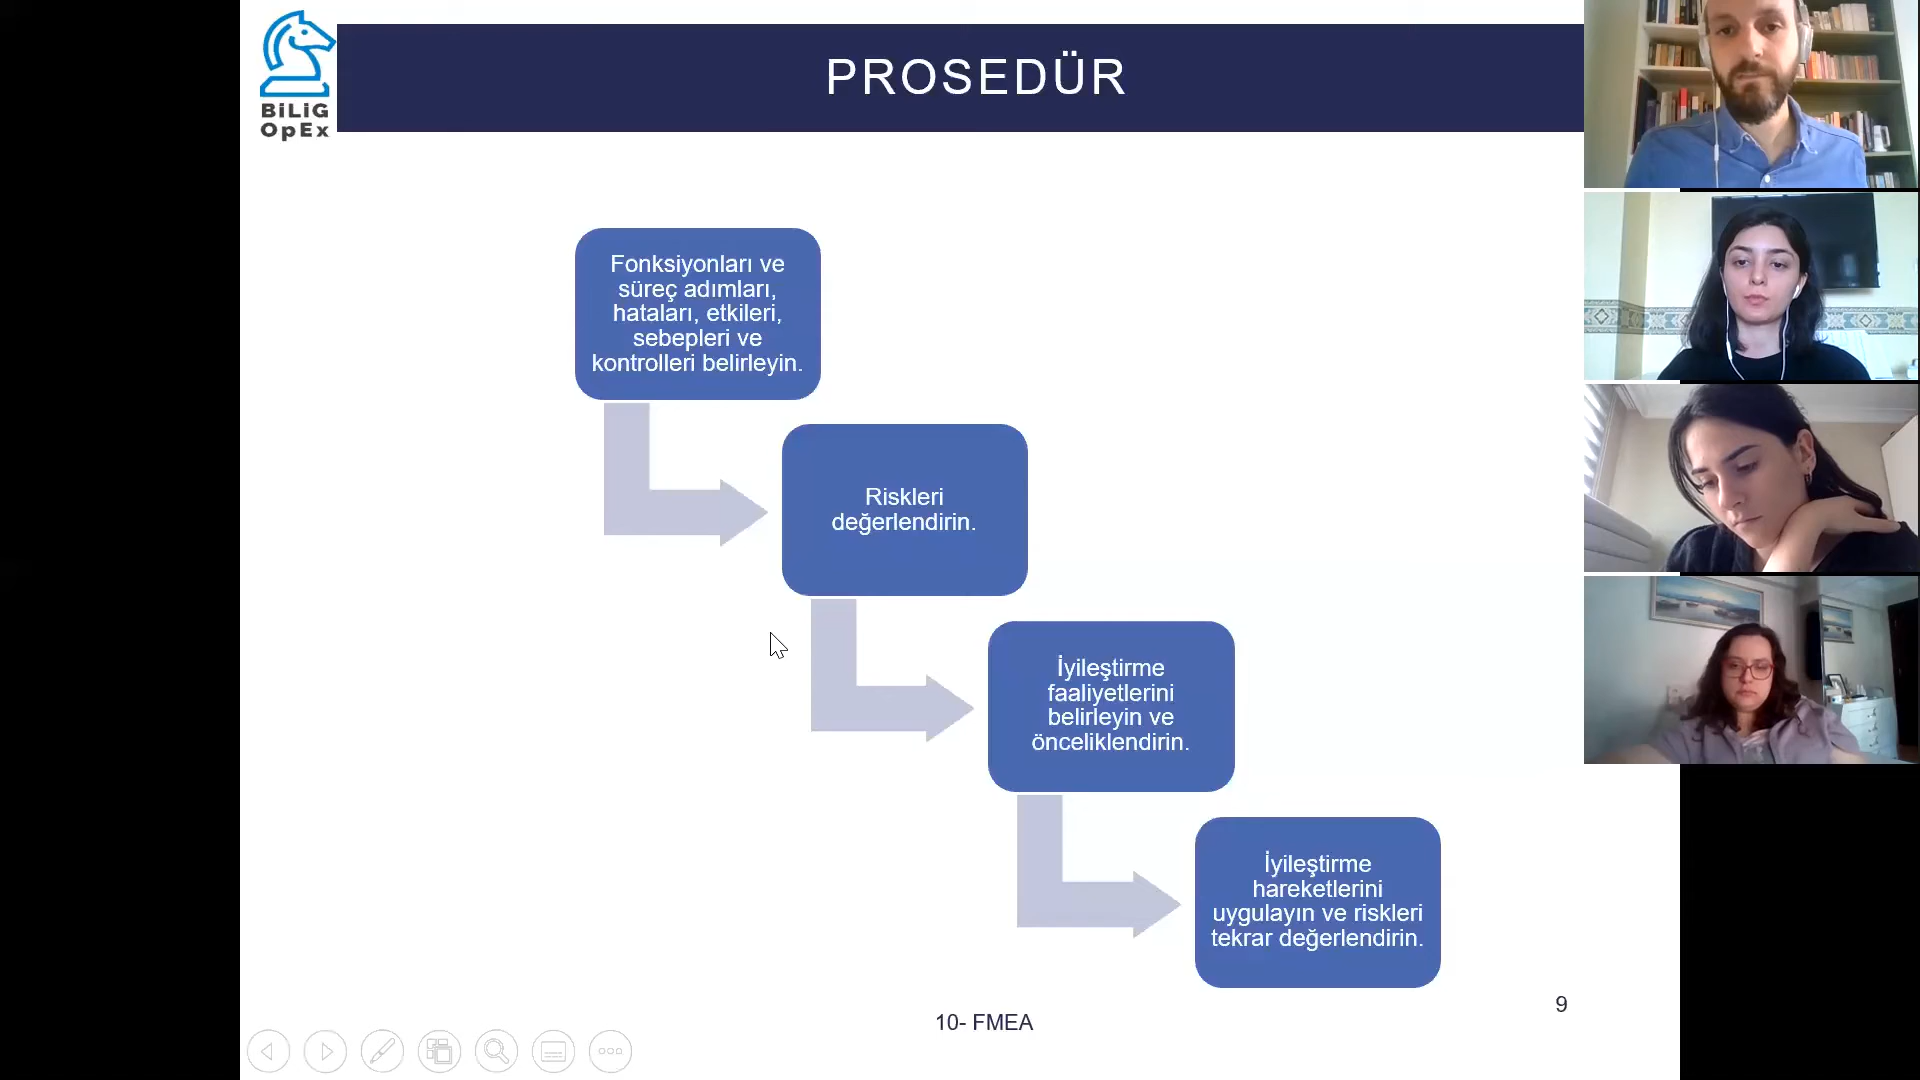 BiLiG
OpEx
PROSEDÜR
Fonksiyonları ve
süreç adımları,
hataları, etkileri,
sebepleri ve
kontrolleri belirleyin.
Riskleri
değerlendirin.
İyileştirme
faaliyetlerini
belirleyin ve
önceliklendirin.
İyileştirme
hareketlerini
uygulayın ve riskleri
tekrar değerlendirin.
9
10- FMEA